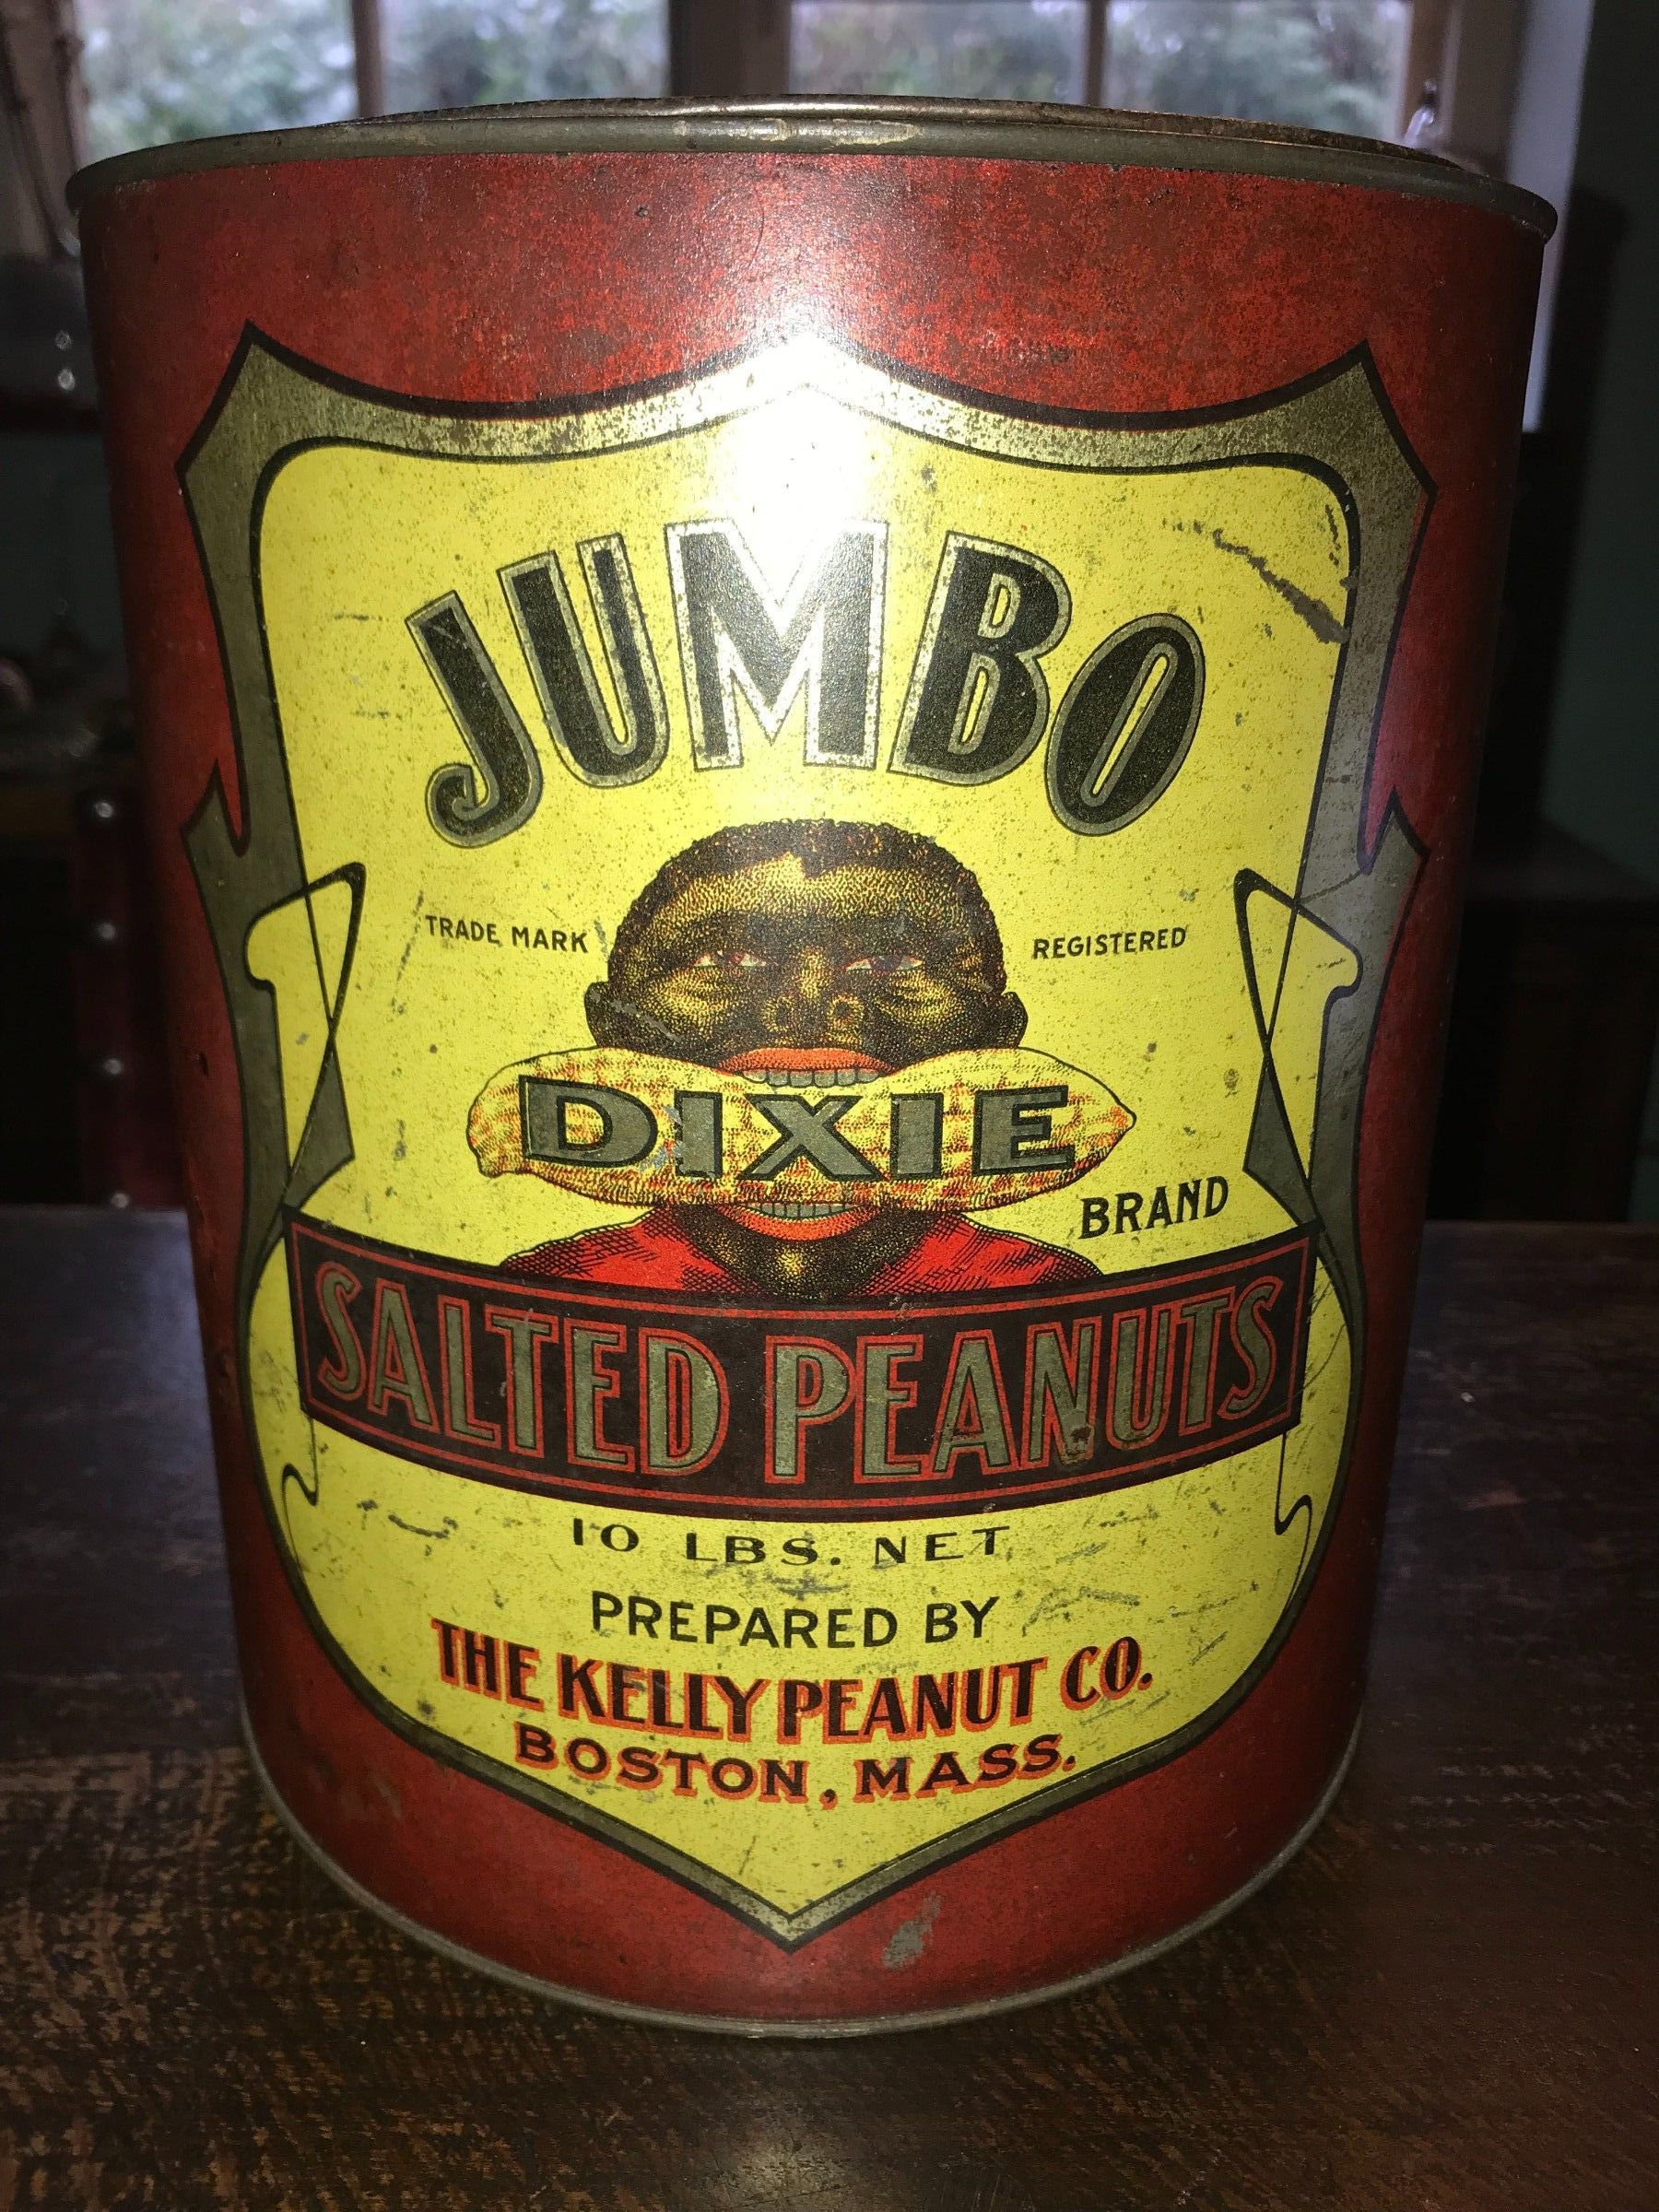 JUMBO
TRADE MARK REGISTERED
DIXIE
BRAND
SALTED PEANUTS
10 LBS. NET
PREPARED BY
THE KELLY PEANUT CO.
BOSTON, MASS.